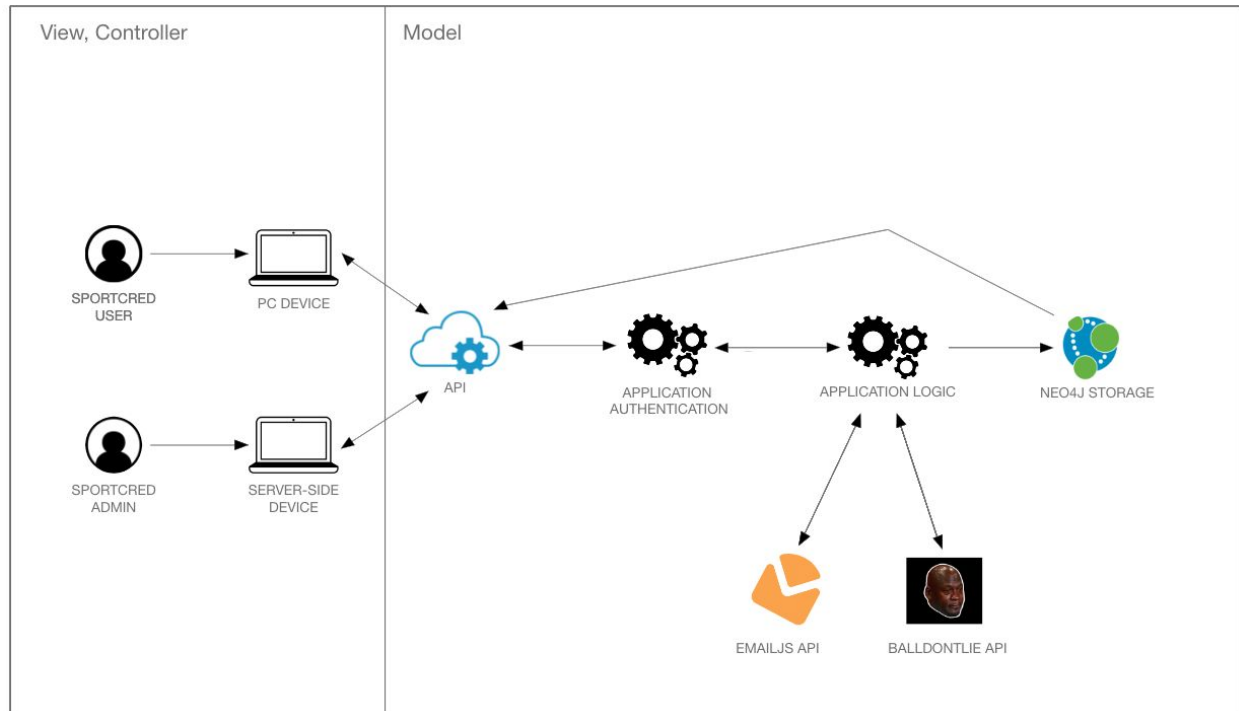 View, Controller
Model
SPORTCRED
USER
PC DEVICE
API
APPLICATION
AUTHENTICATION
APPLICATION LOGIC
NEO4J STORAGE
SPORTCRED
ADMIN
SERVER-SIDE
DEVICE
EMAILJS API
BALLDONTLIE API